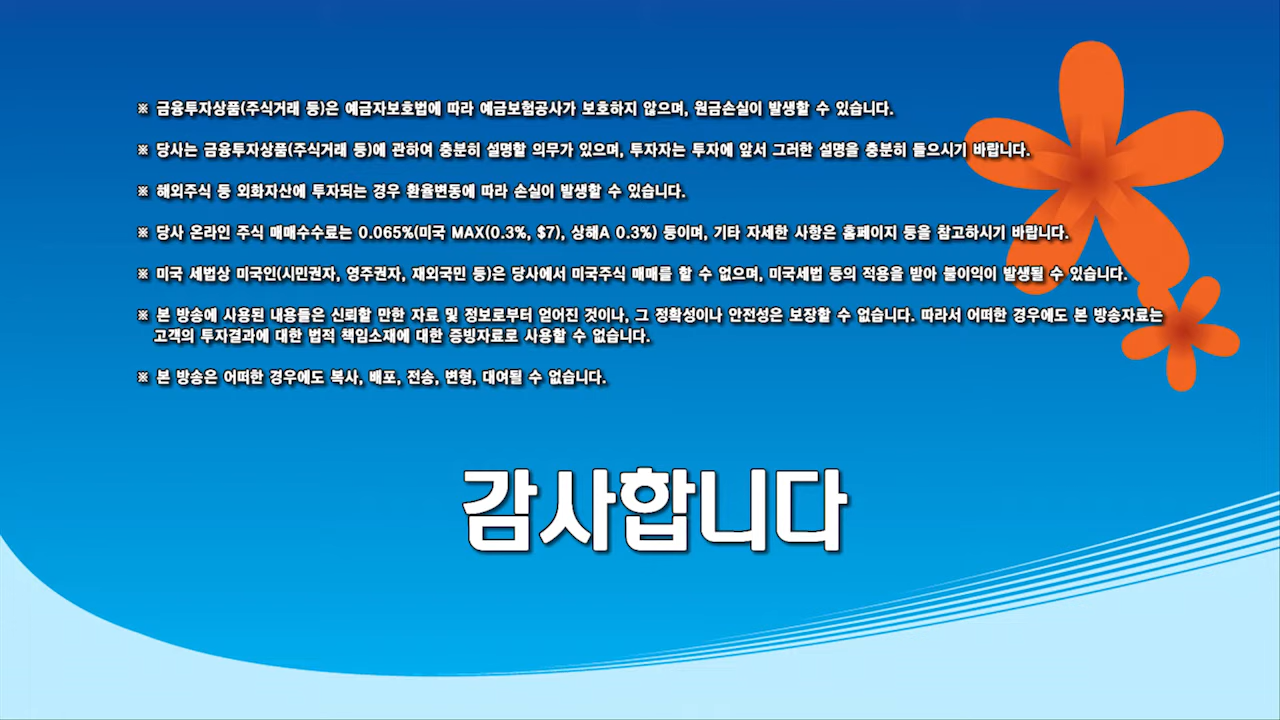 ※ 금융투자상품(주식거래 등)은 예금자보호법에 따라 예금보험공사가 보호하지 않으며, 원금손실이 발생할 수 있습니다.
※ 당사는 금융투자상품(주식거래 등)에 관하여 충분히 설명할 의무가 있으며, 투자자는 투자에 앞서 그러한 설명을 충분히 들으시기 바랍니다.
※ 해외주식 등 외화자산에 투자되는 경우 환율변동에 따라 손실이 발생할 수 있습니다.
※ 당사 온라인 주식 매매수수료는 0.065%(미국 MAX(0.3%, $7), 상해A 0.3%) 등이며, 기타 자세한 사항은 홈페이지 등을 참고하시기 바랍니다.
※ 미국 세법상 미국인(시민권자, 영주권자, 재외국민 등)은 당사에서 미국주식 매매를 할 수 없으며, 미국세법 등의 적용을 받아 불이익이 발생될 수 있습니다.
※ 본 방송에 사용된 내용들은 신뢰할 만한 자료 및 정보로부터 얻어진 것이나, 그 정확성이나 안전성은 보장할 수 없습니다. 따라서 어떠한 경우에도 본 방송자료는
고객의 투자결과에 대한 법적 책임소재에 대한 증빙자료로 사용할 수 없습니다.
※ 본 방송은 어떠한 경우에도 복사, 배포, 전송, 변형, 대여될 수 없습니다.
감사합니다